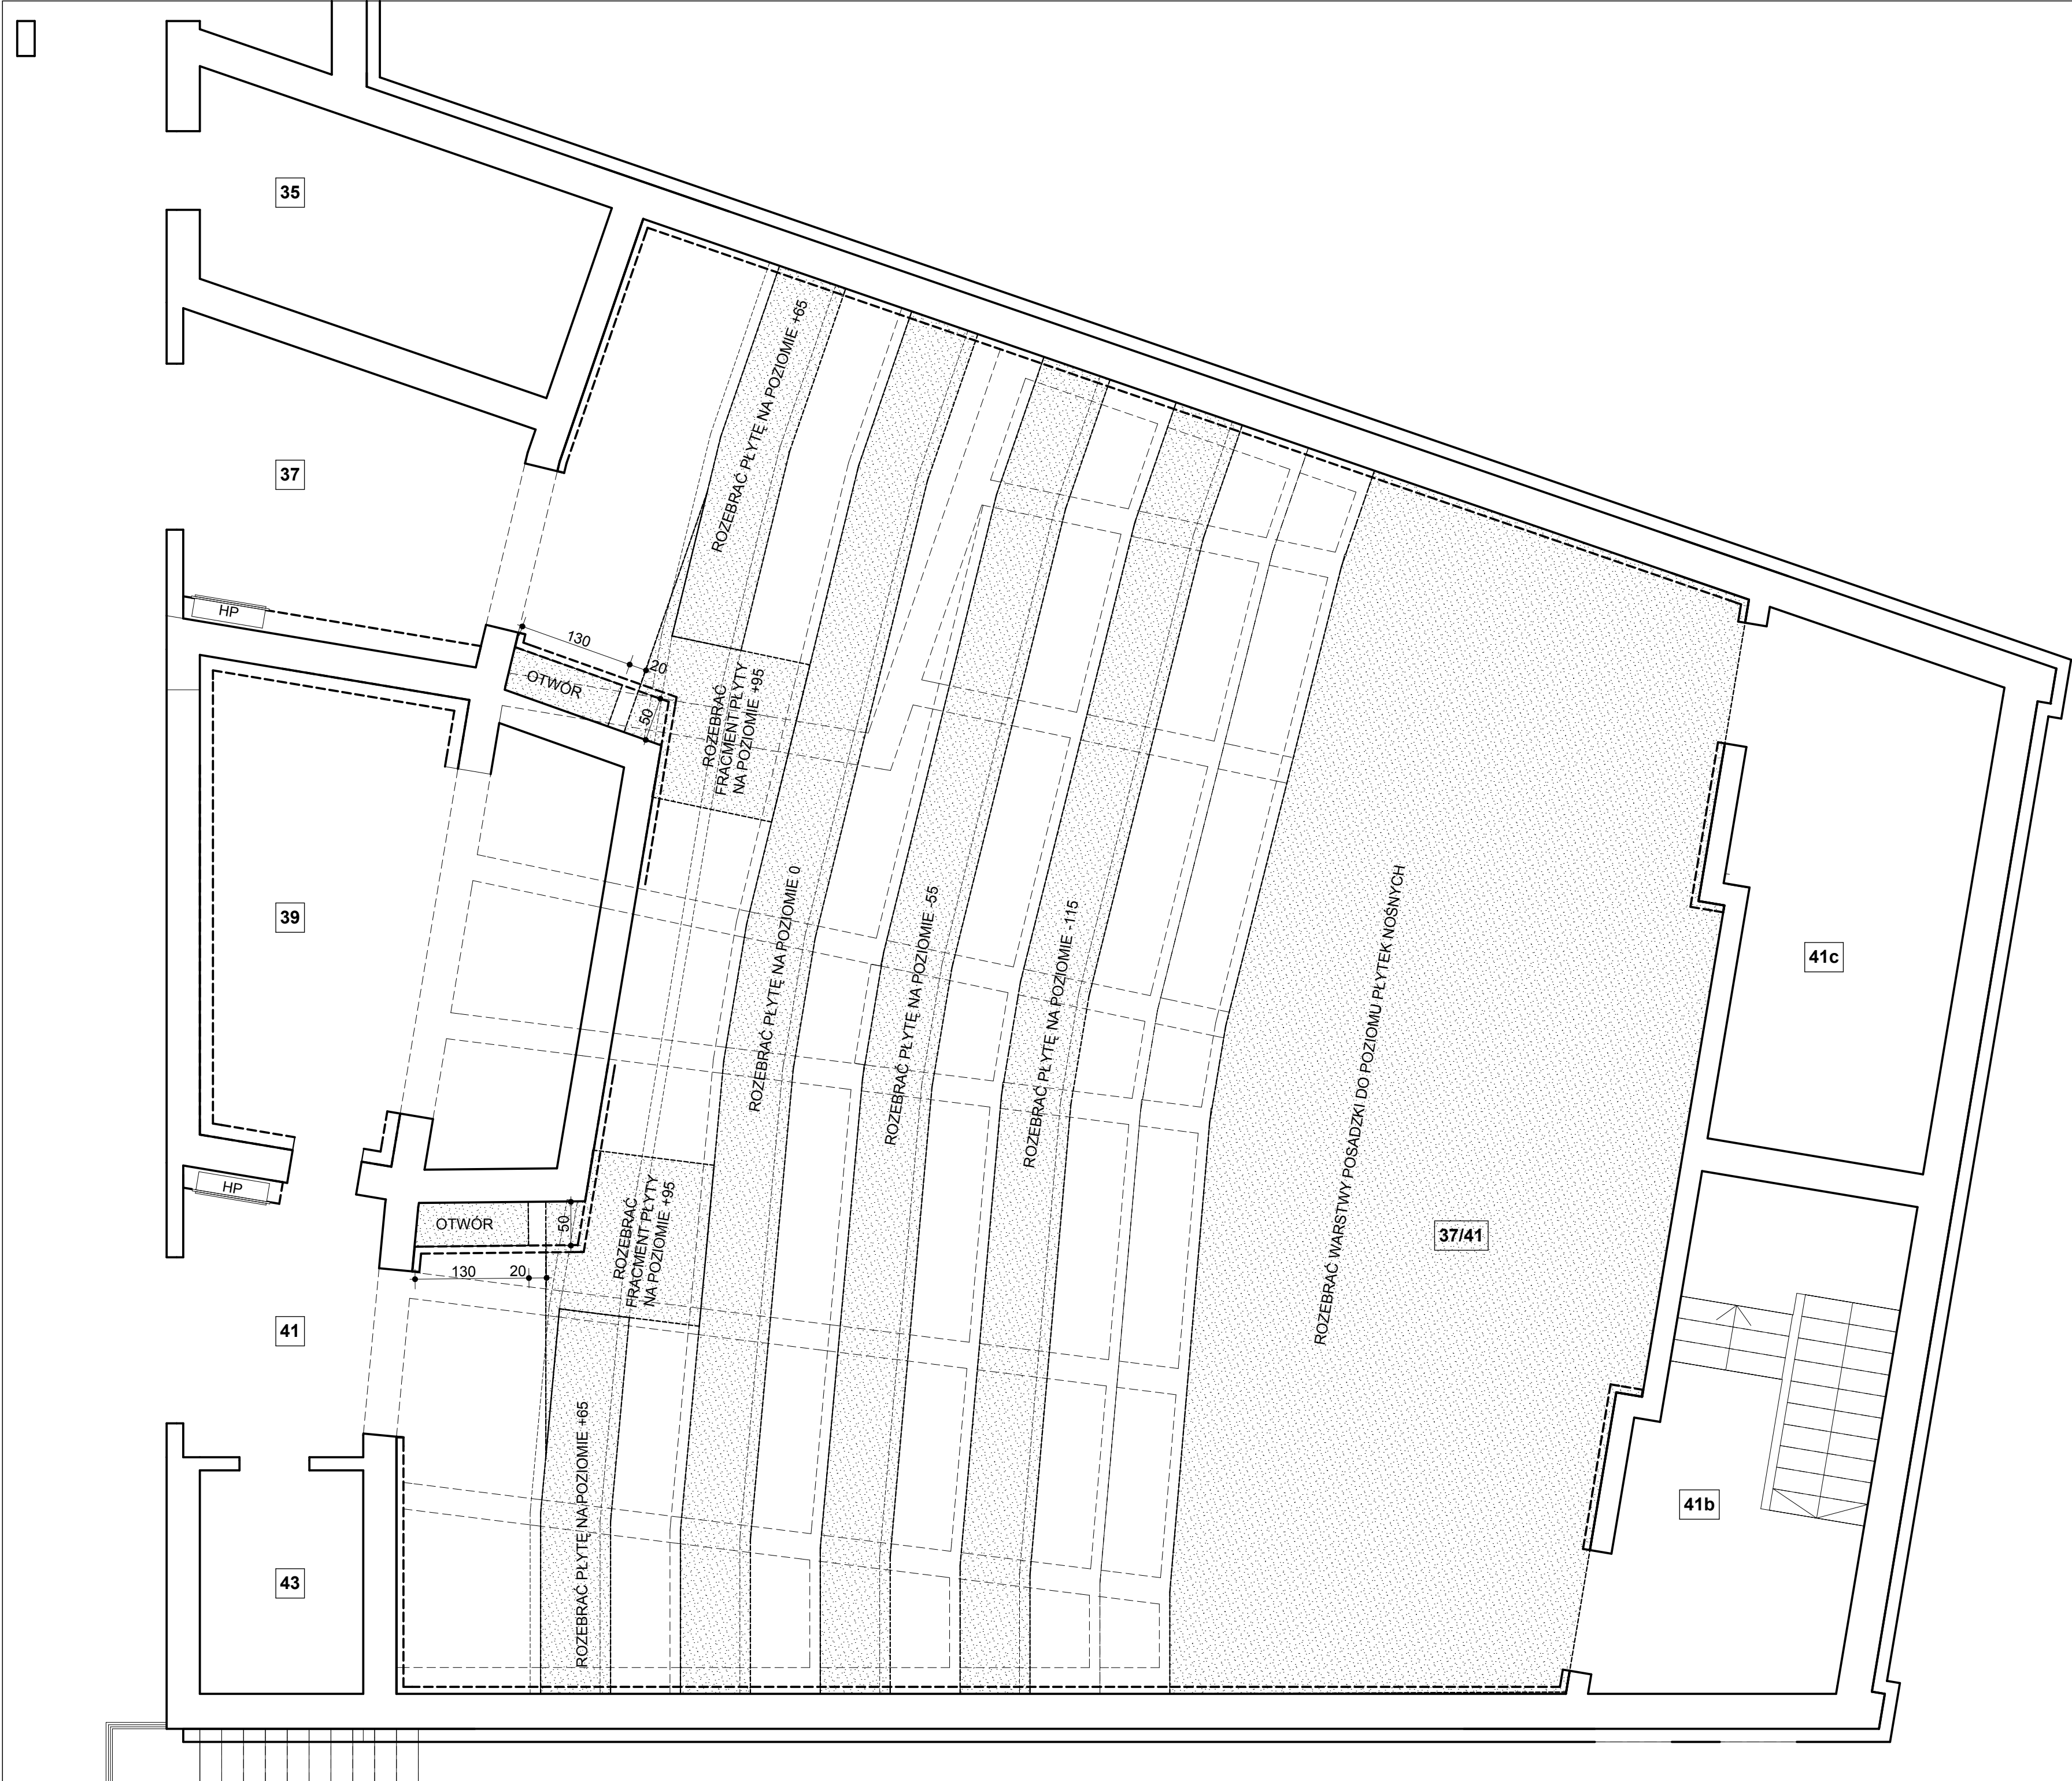 35
ROZEBRAĆ PŁYTĘ NA POZIOMIE +65
37
HP
130
20
OTWÓR
50
ROZEBRAĆ
FRACMENT PŁYTY
NA POZIOMIE +95
39
ROZEBRAĆ PŁYTĘ NA POZIOMIE 0
ROZEBRAĆ PŁYTĘ NA POZIOMIE -55
ROZEBRAĆ PŁYTĘ NA POZIOMIE -115
ROZEBRAĆ WARSTWY POSADZKI DO POZIOMU PŁYTEK NOŚNYCH
41c
HP
OTWÓR
50
ROZEBRAĆ
FRACMENT PŁYTY
NA POZIOMIE +95
37/41
130
20
41
ROZEBRAĆ PŁYTĘ NA POZIOMIE +65
41b
43